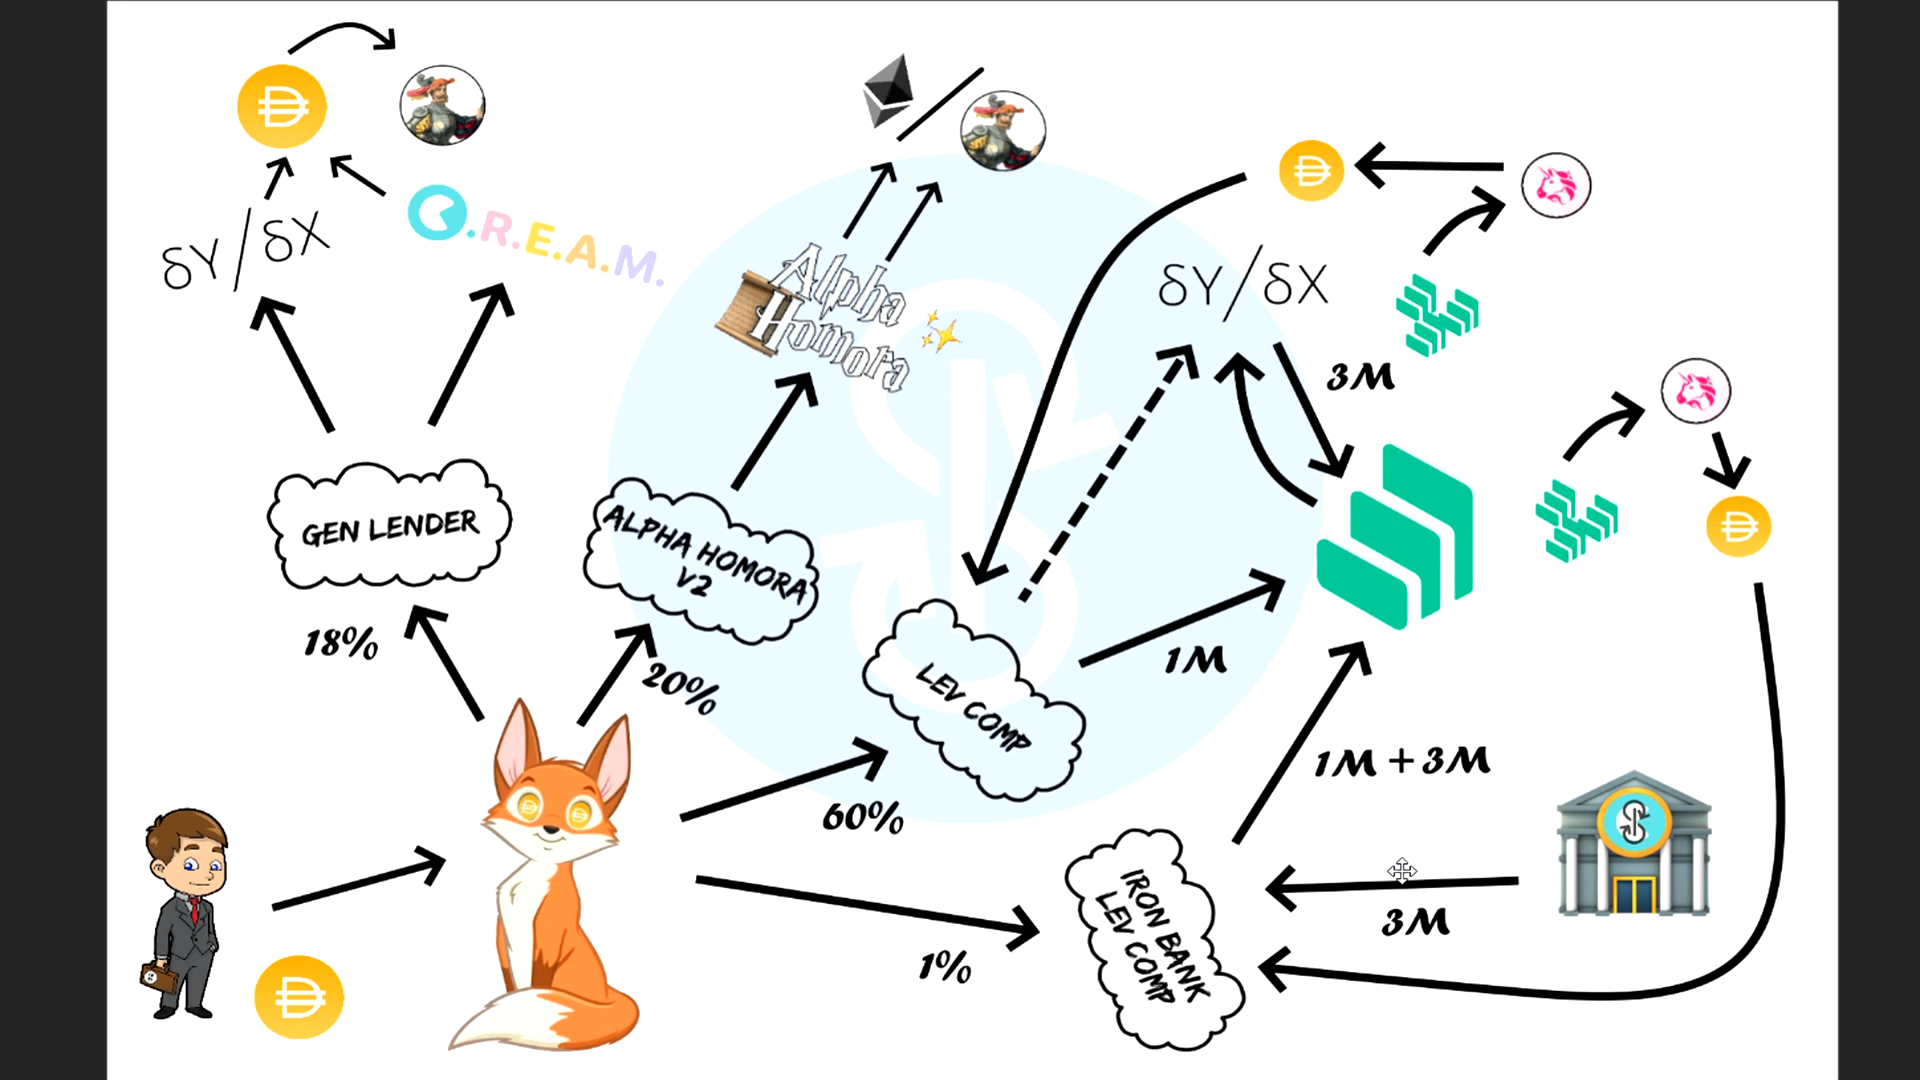 C.R.E.A.M.
δY/δX
Alpha
Homora
δY/δX
3M
GEN LENDER
ALPHA HOMORA
V2
18%
20%
LEV COMP
1M
60%
1M + 3M
IRON BANK
LEV COMP
3M
1%